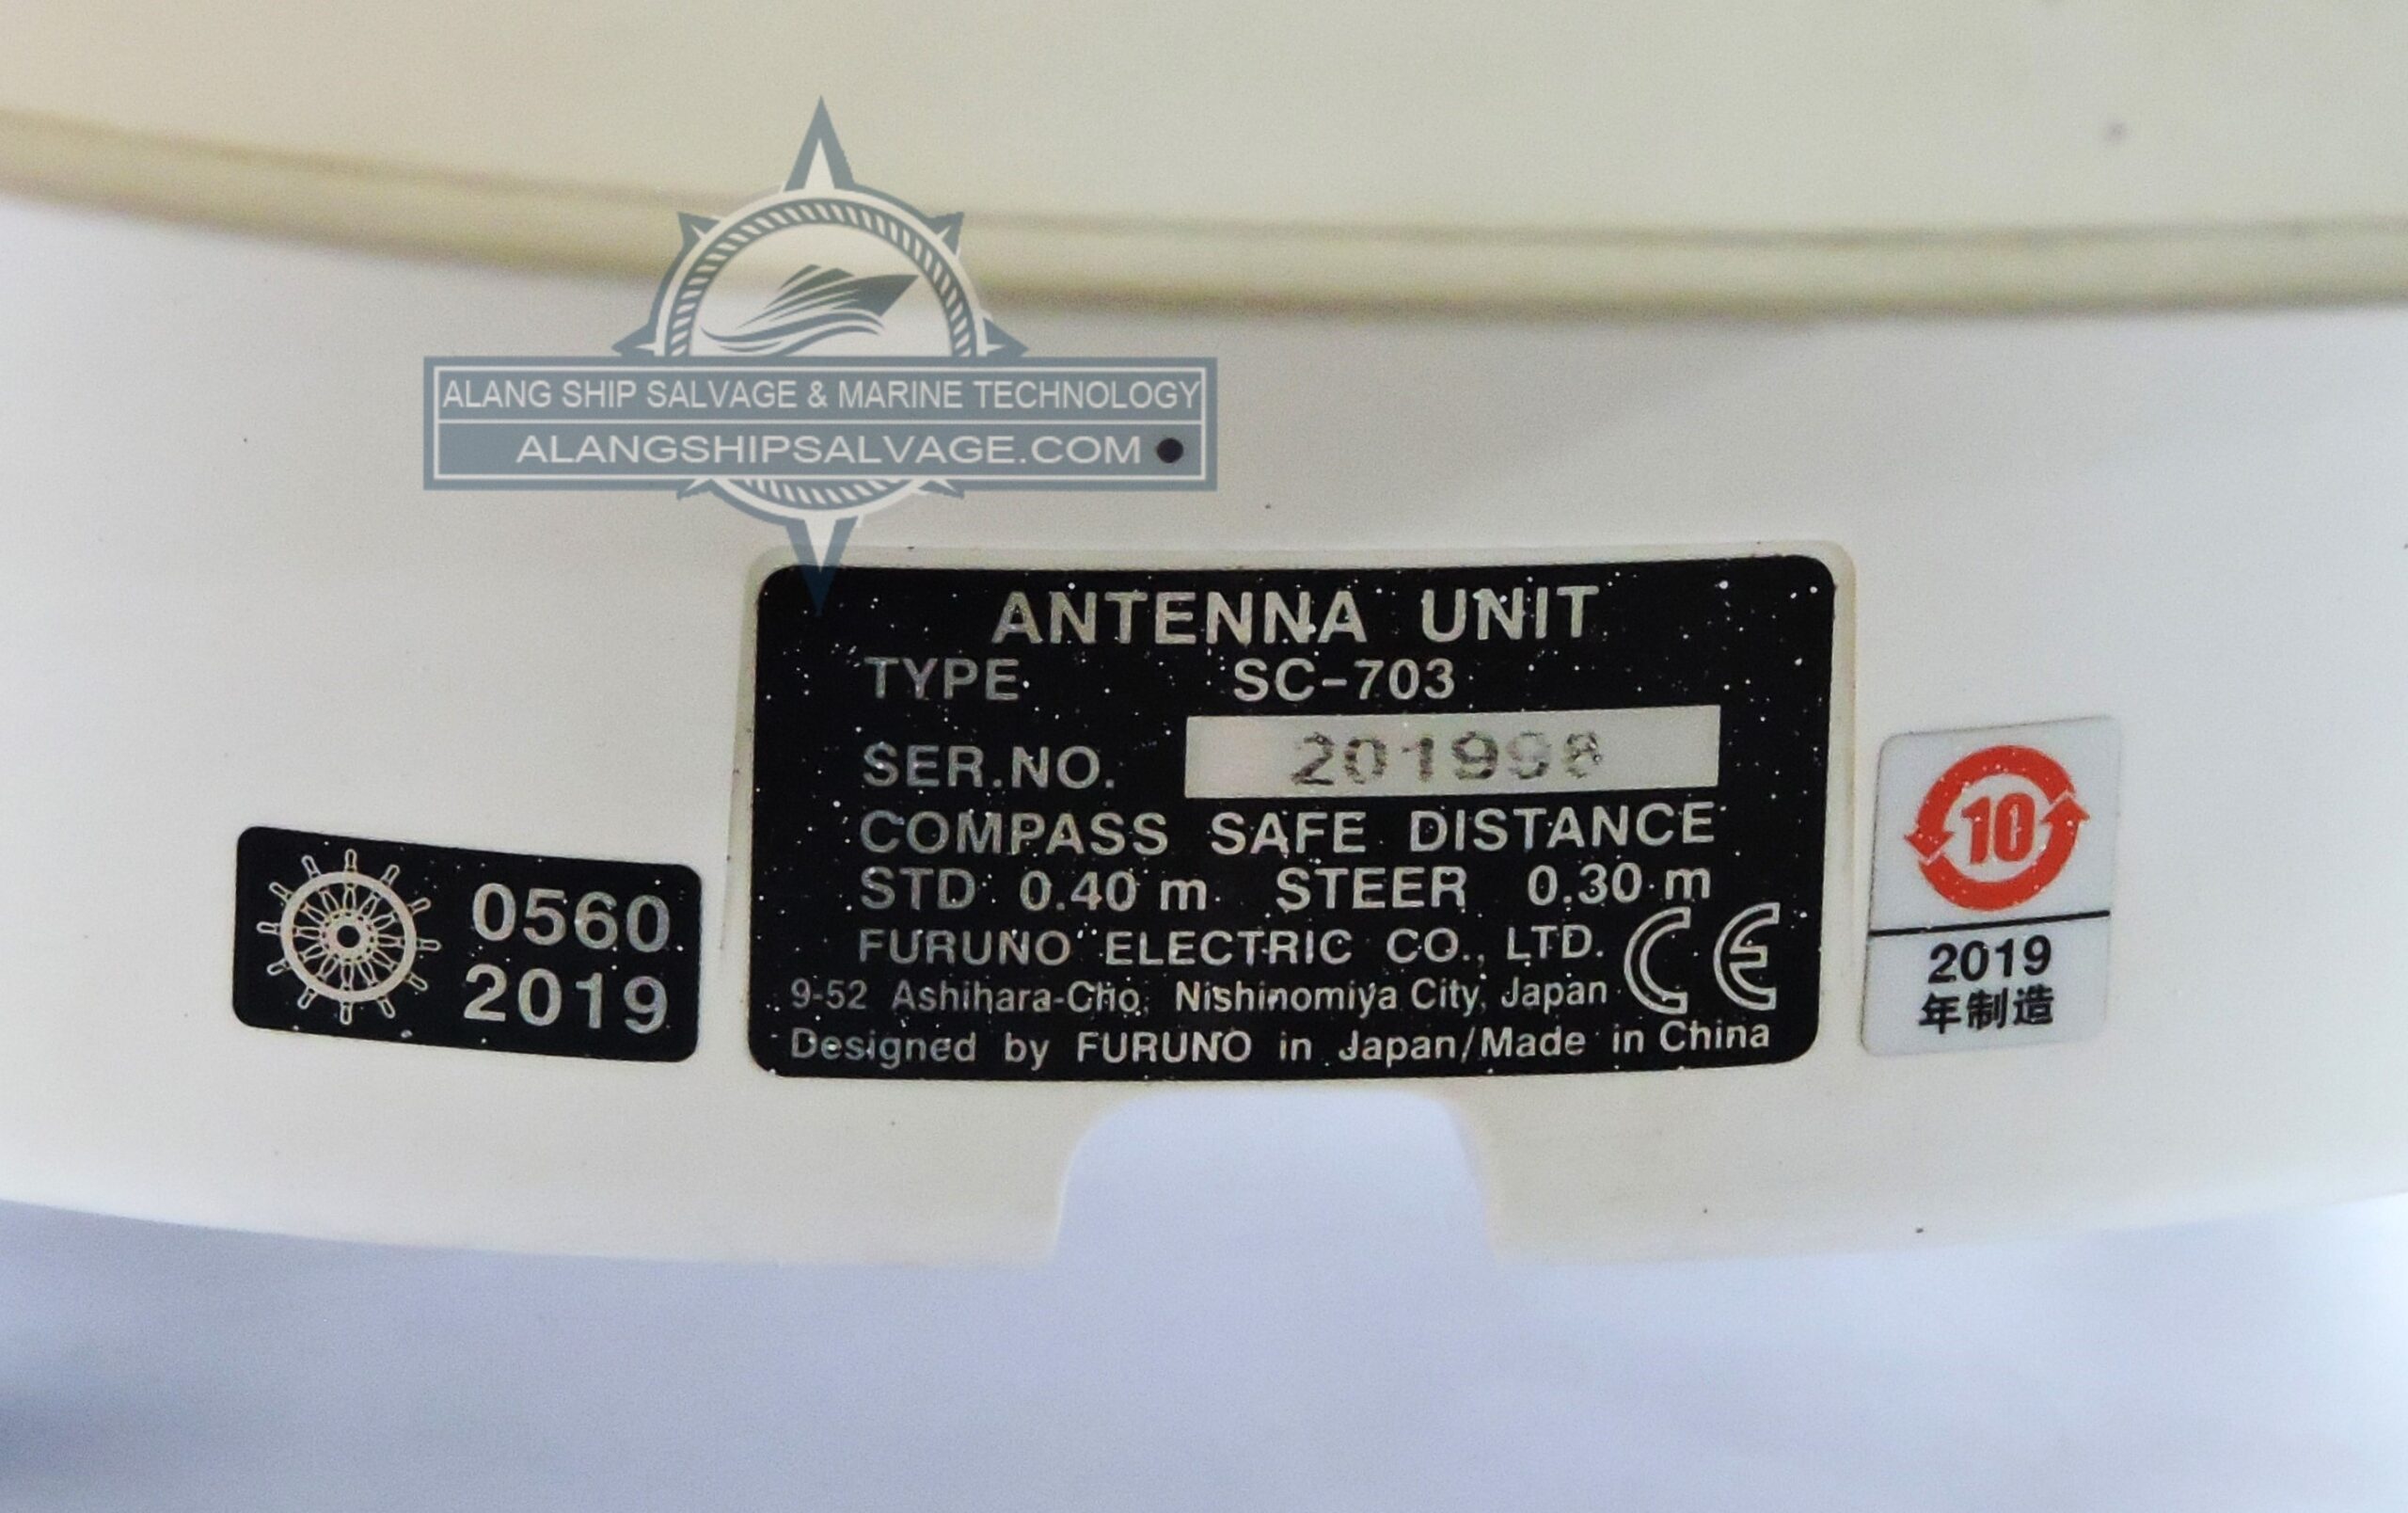 ALANG SHIP SALVAGE & MARINE TECHNOLOGY
ALANGSHIPSALVAGE.COM
ANTENNA UNIT
TYPE SC-703
SER.NO. 201998
COMPASS SAFE DISTANCE
STD 0.40 m STEER 0.30 m
FURUNO ELECTRIC CO., LTD.
CE
9-52 Ashihara-Cho, Nishinomiya City, Japan
Designed by FURUNO in Japan/Made in China
0560
2019
10
2019
年制造